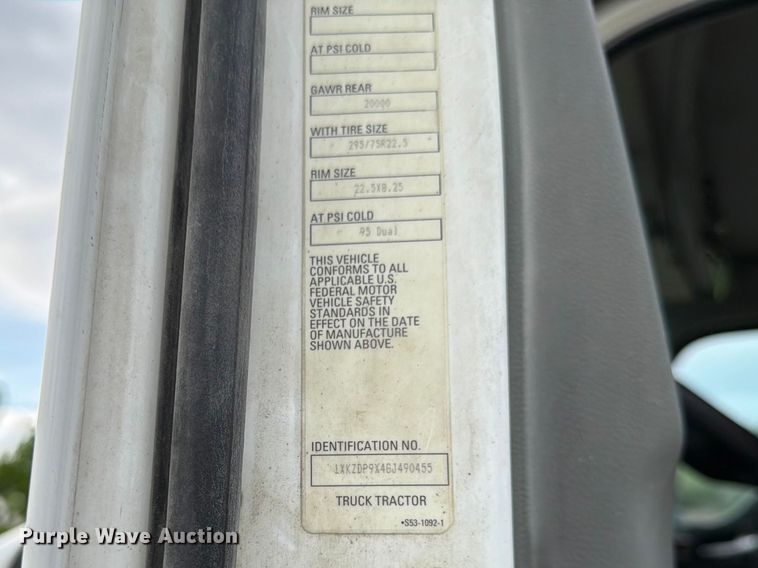 RIM SIZE
AT PSI COLD
GAWR REAR
20000
WITH TIRE SIZE
295/75R22.5
RIM SIZE
22.5X8.25
AT PSI COLD
95 Dual
THIS VEHICLE
CONFORMS TO ALL
APPLICABLE U.S.
FEDERAL MOTOR
VEHICLE SAFETY
STANDARDS IN
EFFECT ON THE DATE
OF MANUFACTURE
SHOWN ABOVE.
IDENTIFICATION NO.
1XKZDP9X4GJ490455
TRUCK TRACTOR
•S53-1092-1
Purple Wave Auction